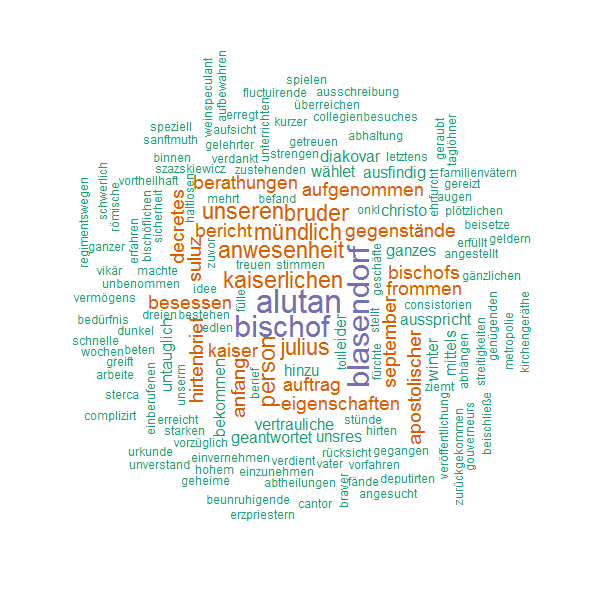 spielen
fluctuirende
ausschreibung
überreichen
weinspeculant
aufbewahren
erregt
collegienbesuches
speziell
aufsicht
unterrichten
kurzer
abhaltung
sanftmuth
gelehrter
getreuen
geraubt
taglöhner
binnen
verdankt
strengen
diakovar
letztens
szazskiewicz
zustehenden
wählet
ausfindig
familienvätern
schwerlich
vortheilhaft
haltlosen
berathungen
aufgenommen
ehrfurcht
gereizt
regimentswegen
römische
bischöflichen
sicherheit
decretes
mehrt
befand
augen
unseren
bruder
onkl
christo
plötzlichen
erfahren
bericht
mündlich
gegenstände
beisetze
ganzer
suluz
zuvor
anwesenheit
geschäfte
ganzes
erfüllt
geldern
angestellt
vikär
machte
treuen
stimmen
bischofs
gänzlichen
unbenommen
idee
kaiserlichen
blasendorf
frommen
vermögens
besessen
fülle
alutan
september
consistorien
genügenden
kirchengeräthe
bedürfnis
dreien
bestehen
edlen
bischof
stellt
ausspricht
dunkel
untauglich
hirtenbrief
leider
apostolischer
winter
mittels
streitigkeiten
metropolie
schnelle
wochen
beten
kaiser
person
julius
toll
fürchte
abhängen
greift
arbeite
unserm
anfang
berief
hinzu
auftrag
ziemt
sterca
einberufenen
bekommen
eigenschaften
veröffentlichung
gouverneurs
beischließe
complizirt
erreicht
vertrauliche
stünde
zurückgekommen
starken
geantwortet
unsres
hirten
vorzüglich
urkunde
einvernehmen
rücksicht
gegangen
unverstand
verdient
vater
vorfahren
hohem
einzunehmen
geheime
abtheilungen
fände
deputirten
beunruhigende
cantor
braver
angesucht
erzpriestern